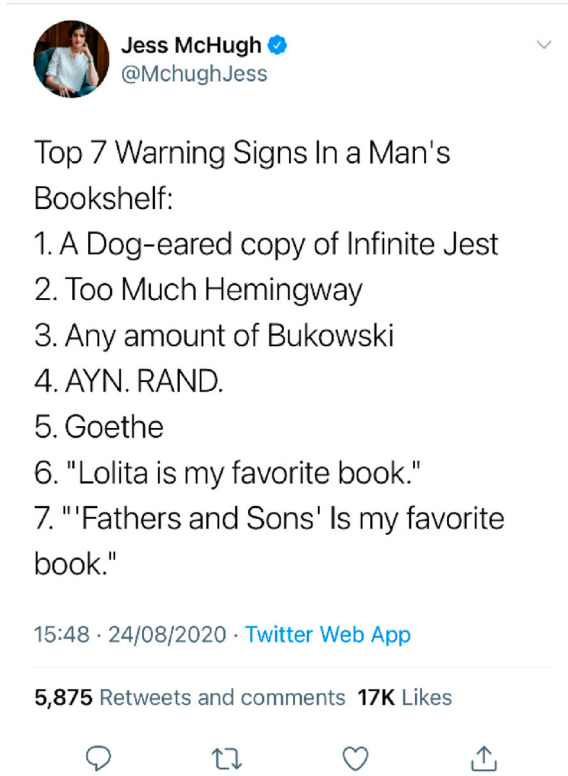 Jess McHugh
@MchughJess
Top 7 Warning Signs In a Man's
Bookshelf:
1. A Dog-eared copy of Infinite Jest
2. Too Much Hemingway
3. Any amount of Bukowski
4. AYN. RAND.
5. Goethe
6. "Lolita is my favorite book."
7. "'Fathers and Sons' Is my favorite
book."
15:48 · 24/08/2020 · Twitter Web App
5,875 Retweets and comments 17K Likes